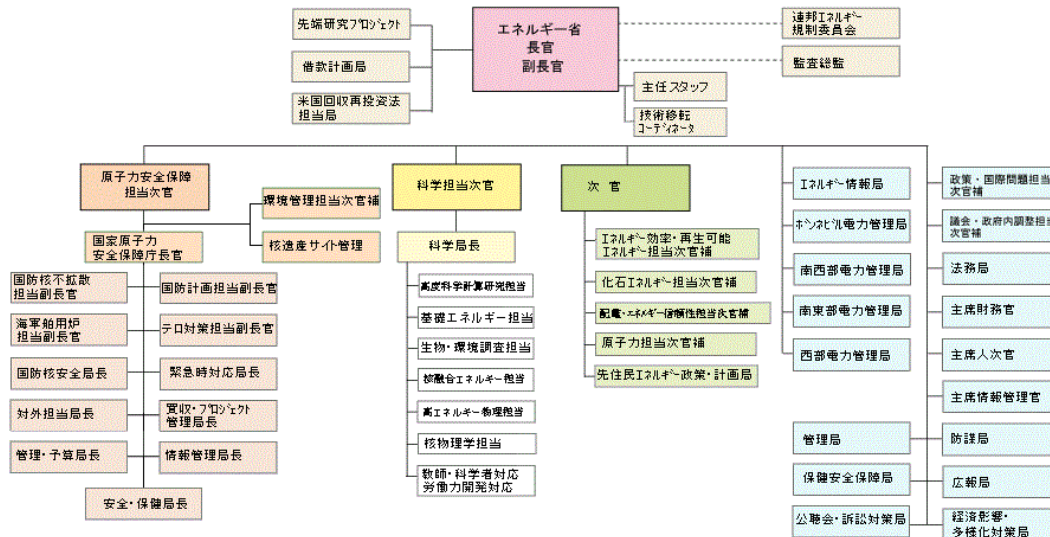 先端研究プロジェクト
借款計画局
米国回収再投資法
担当局
エネルギー省
長官
副長官
連邦エネルギー
規制委員会
監査総監
主任スタッフ
技術移転
コーディネータ
原子力安全保障
担当次官
環境管理担当次官補
核遺産サイト管理
国家原子力
安全保障庁長官
国防核不拡散
担当副長官
国防計画担当副長官
海軍舶用炉
担当副長官
テロ対策担当副長官
国防核安全局長
緊急時対応局長
対外担当局長
買収・プロジェクト
管理局長
管理・予算局長
情報管理局長
安全・保健局長
科学担当次官
科学局長
高度科学計算研究担当
基礎エネルギー担当
生物・環境調査担当
核融合エネルギー担当
高エネルギー物理担当
核物理学担当
教師・科学者対応
労働力開発対応
次 官
エネルギー効率・再生可能
エネルギー担当次官補
化石エネルギー担当次官補
配電・エネルギー信頼性担当次官補
原子力担当次官補
先住民エネルギー政策・計画局
エネルギー情報局
ボンネビル電力管理局
南西部電力管理局
南東部電力管理局
西部電力管理局
管理局
保健安全保障局
公聴会・訴訟対策局
政策・国際問題担当
次官補
議会・政府内調整担当
次官補
法務局
主席財務官
主席人次官
主席情報管理官
防諜局
広報局
経済影響・
多様化対策局